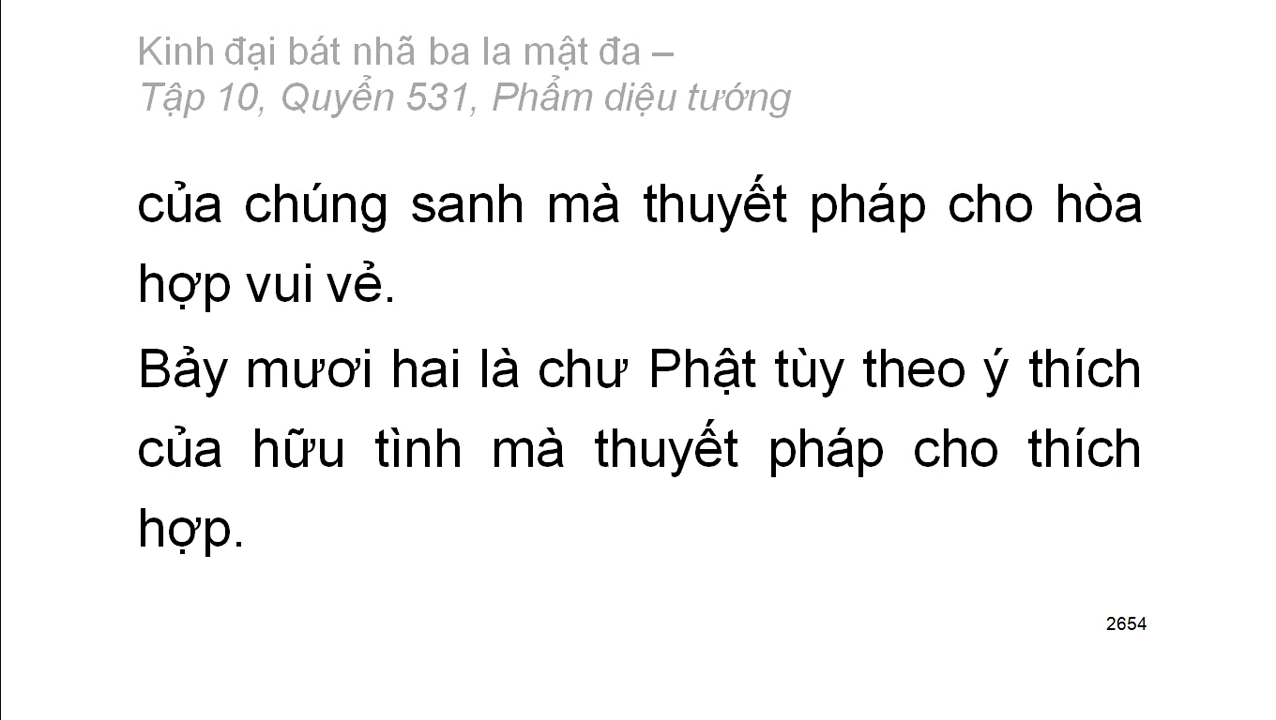 Kinh đại bát nhã ba la mật đa –
Tập 10, Quyển 531, Phẩm diệu tướng
của chúng sanh mà thuyết pháp cho hòa
hợp vui vẻ.
Bảy mươi hai là chư Phật tùy theo ý thích
của hữu tình mà thuyết pháp cho thích
hợp.
2654